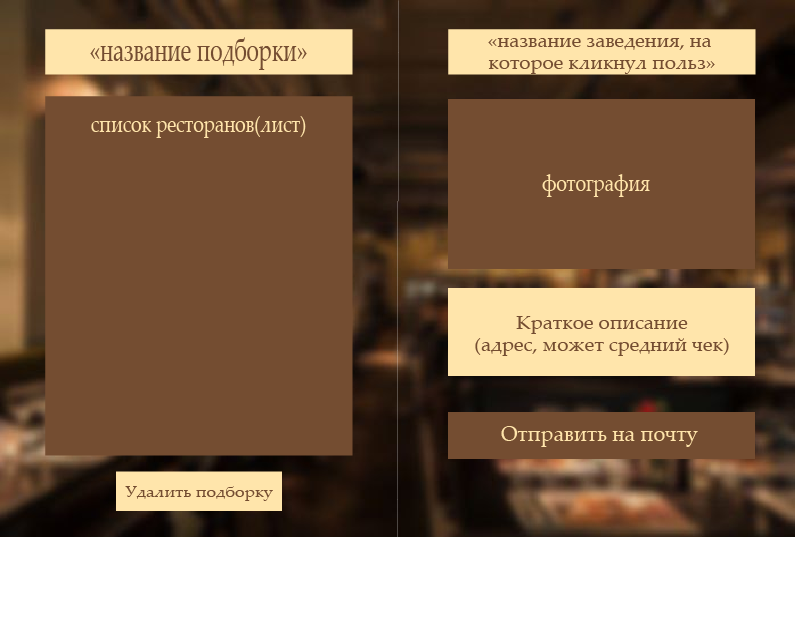 «название подборки»
список ресторанов(лист)
Удалить подборку
«название заведения, на
которое кликнул польз»
фотография
Краткое описание
(адрес, может средний чек)
Отправить на почту